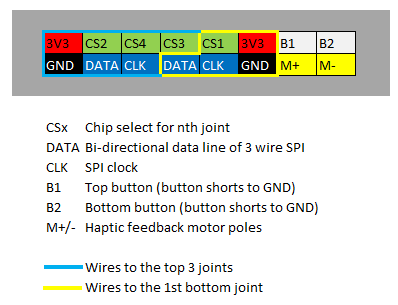 3V3 CS2 CS4 CS3 CS1 3V3 B1 B2
GND DATA CLK DATA CLK GND M+ M-
CSx Chip select for nth joint
DATA Bi-directional data line of 3 wire SPI
CLK SPI clock
B1 Top button (button shorts to GND)
B2 Bottom button (button shorts to GND)
M+/- Haptic feedback motor poles
Wires to the top 3 joints
Wires to the 1st bottom joint